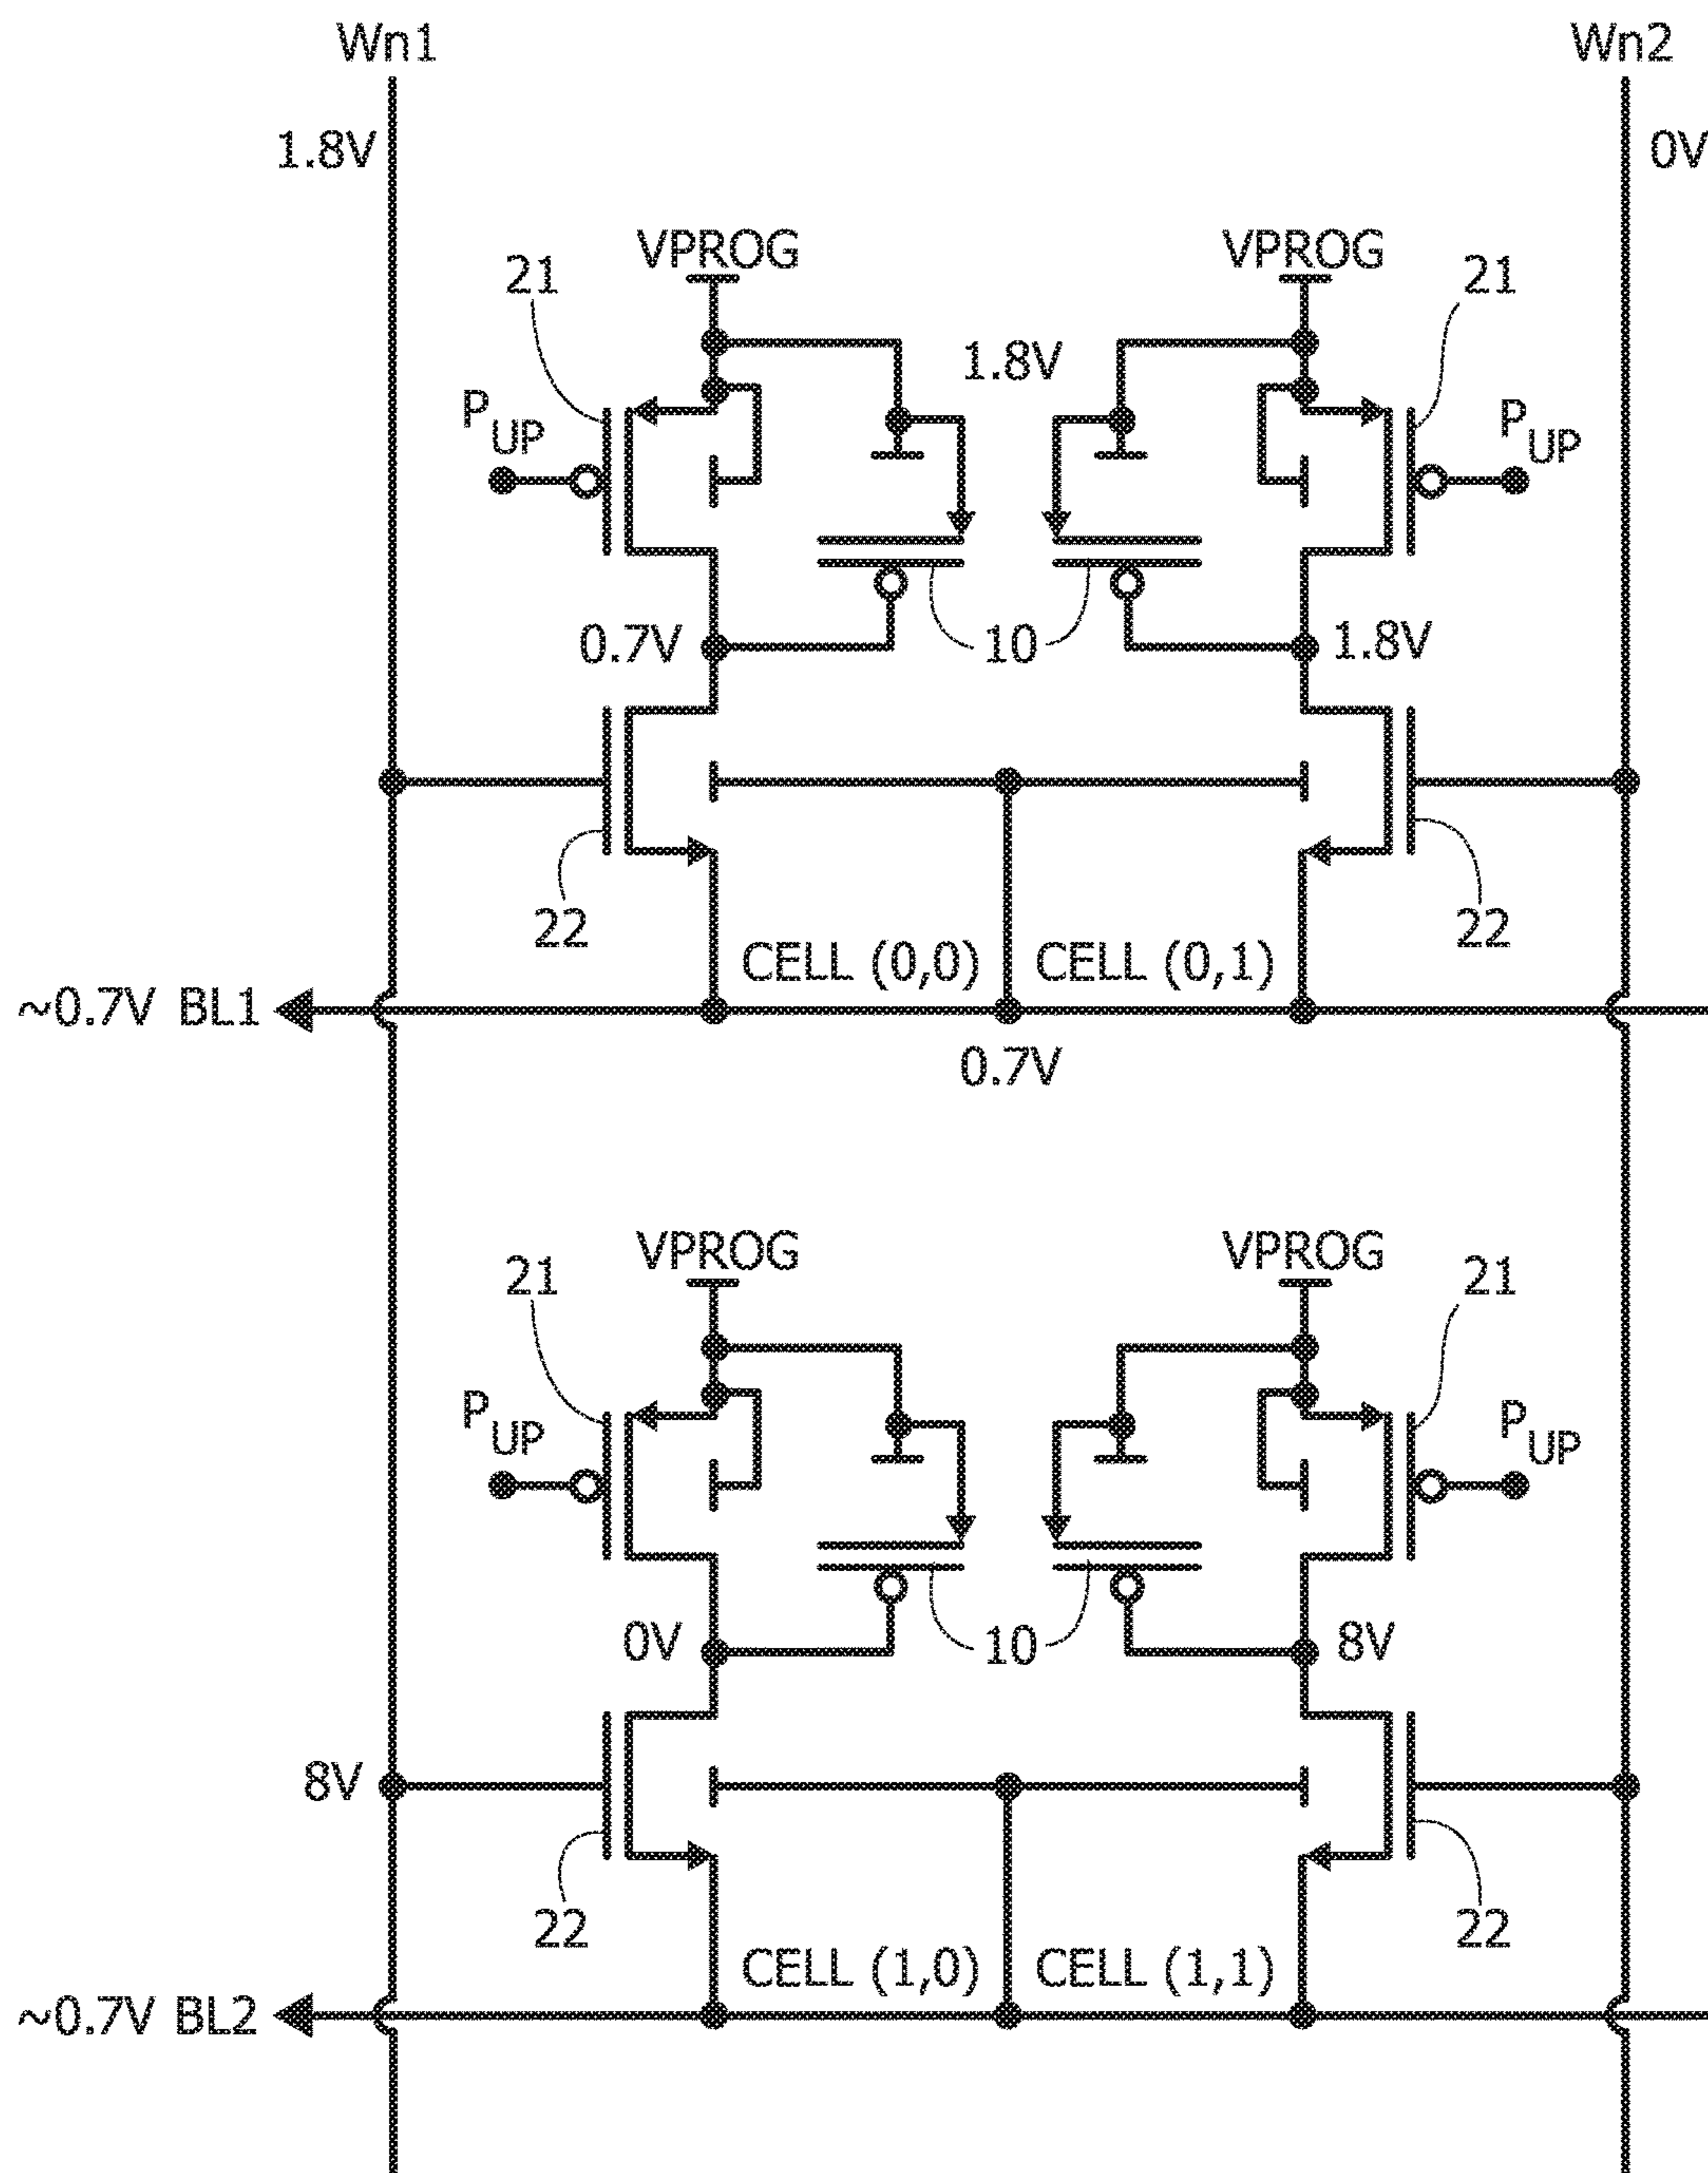 Wn1 Wn2
1.8V 0V
VPROG VPROG
21 21
1.8V
PUP PUP
0.7V 10 1.8V
22 22
CELL (0,0) CELL (0,1)
~0.7V BL1
0.7V
VPROG VPROG
21 21
PUP PUP
0V 10 8V
8V
22 22
CELL (1,0) CELL (1,1)
~0.7V BL2